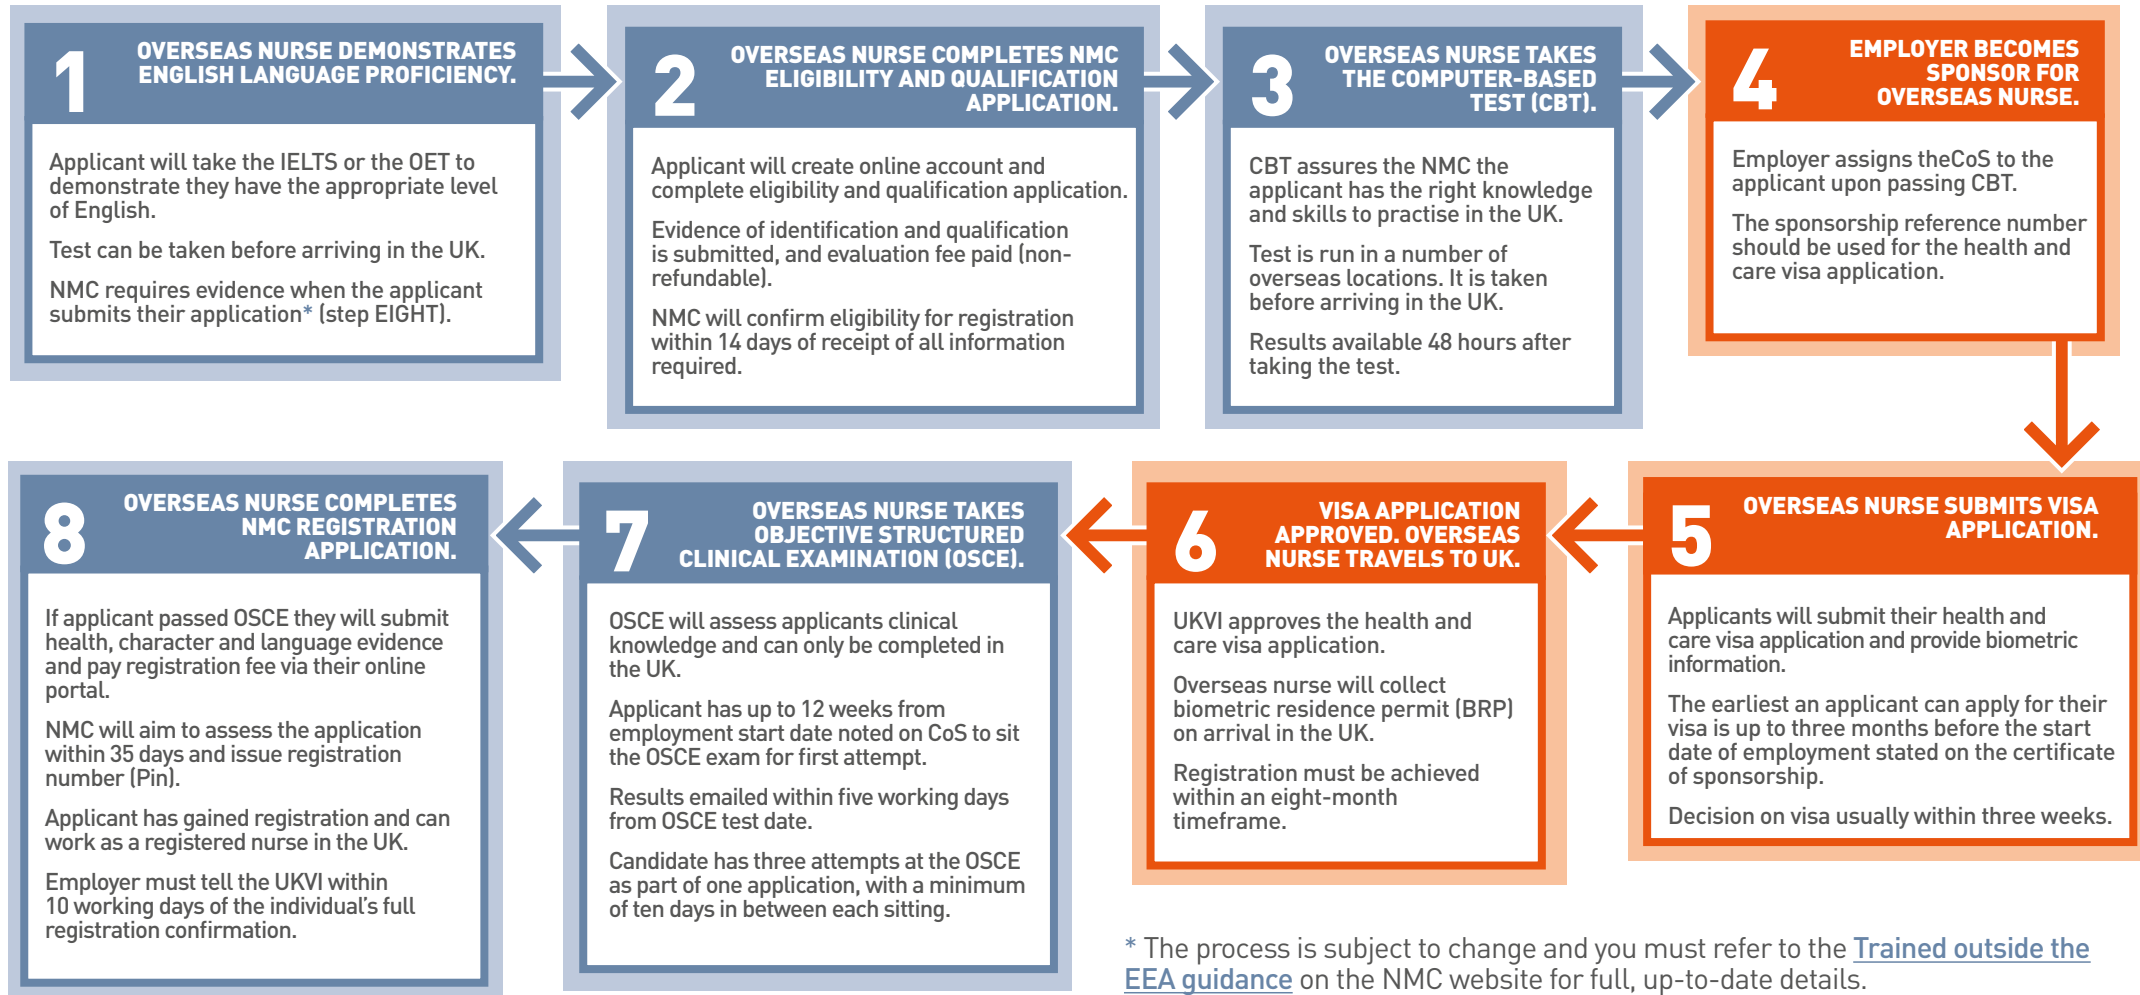 1
OVERSEAS NURSE DEMONSTRATES
ENGLISH LANGUAGE PROFICIENCY.
Applicant will take the IELTS or the OET to
demonstrate they have the appropriate level
of English.
Test can be taken before arriving in the UK.
NMC requires evidence when the applicant
submits their application* (step EIGHT).
2
OVERSEAS NURSE COMPLETES NMC
ELIGIBILITY AND QUALIFICATION
APPLICATION.
Applicant will create online account and
complete eligibility and qualification application.
Evidence of identification and qualification
is submitted, and evaluation fee paid (non-
refundable).
NMC will confirm eligibility for registration
within 14 days of receipt of all information
required.
3
OVERSEAS NURSE TAKES
THE COMPUTER-BASED
TEST (CBT).
CBT assures the NMC the
applicant has the right knowledge
and skills to practise in the UK.
Test is run in a number of
overseas locations. It is taken
before arriving in the UK.
Results available 48 hours after
taking the test.
4
EMPLOYER BECOMES
SPONSOR FOR
OVERSEAS NURSE.
Employer assigns theCoS to the
applicant upon passing CBT.
The sponsorship reference number
should be used for the health and
care visa application.
5
OVERSEAS NURSE SUBMITS VISA
APPLICATION.
Applicants will submit their health and
care visa application and provide biometric
information.
The earliest an applicant can apply for their
visa is up to three months before the start
date of employment stated on the certificate
of sponsorship.
Decision on visa usually within three weeks.
6
VISA APPLICATION
APPROVED. OVERSEAS
NURSE TRAVELS TO UK.
UKVI approves the health and
care visa application.
Overseas nurse will collect
biometric residence permit (BRP)
on arrival in the UK.
Registration must be achieved
within an eight-month
timeframe.
7
OVERSEAS NURSE TAKES
OBJECTIVE STRUCTURED
CLINICAL EXAMINATION (OSCE).
OSCE will assess applicants clinical
knowledge and can only be completed in
the UK.
Applicant has up to 12 weeks from
employment start date noted on CoS to sit
the OSCE exam for first attempt.
Results emailed within five working days
from OSCE test date.
Candidate has three attempts at the OSCE
as part of one application, with a minimum
of ten days in between each sitting.
8
OVERSEAS NURSE COMPLETES
NMC REGISTRATION
APPLICATION.
If applicant passed OSCE they will submit
health, character and language evidence
and pay registration fee via their online
portal.
NMC will aim to assess the application
within 35 days and issue registration
number (Pin).
Applicant has gained registration and can
work as a registered nurse in the UK.
Employer must tell the UKVI within
10 working days of the individual's full
registration confirmation.
* The process is subject to change and you must refer to the Trained outside the
EEA guidance on the NMC website for full, up-to-date details.